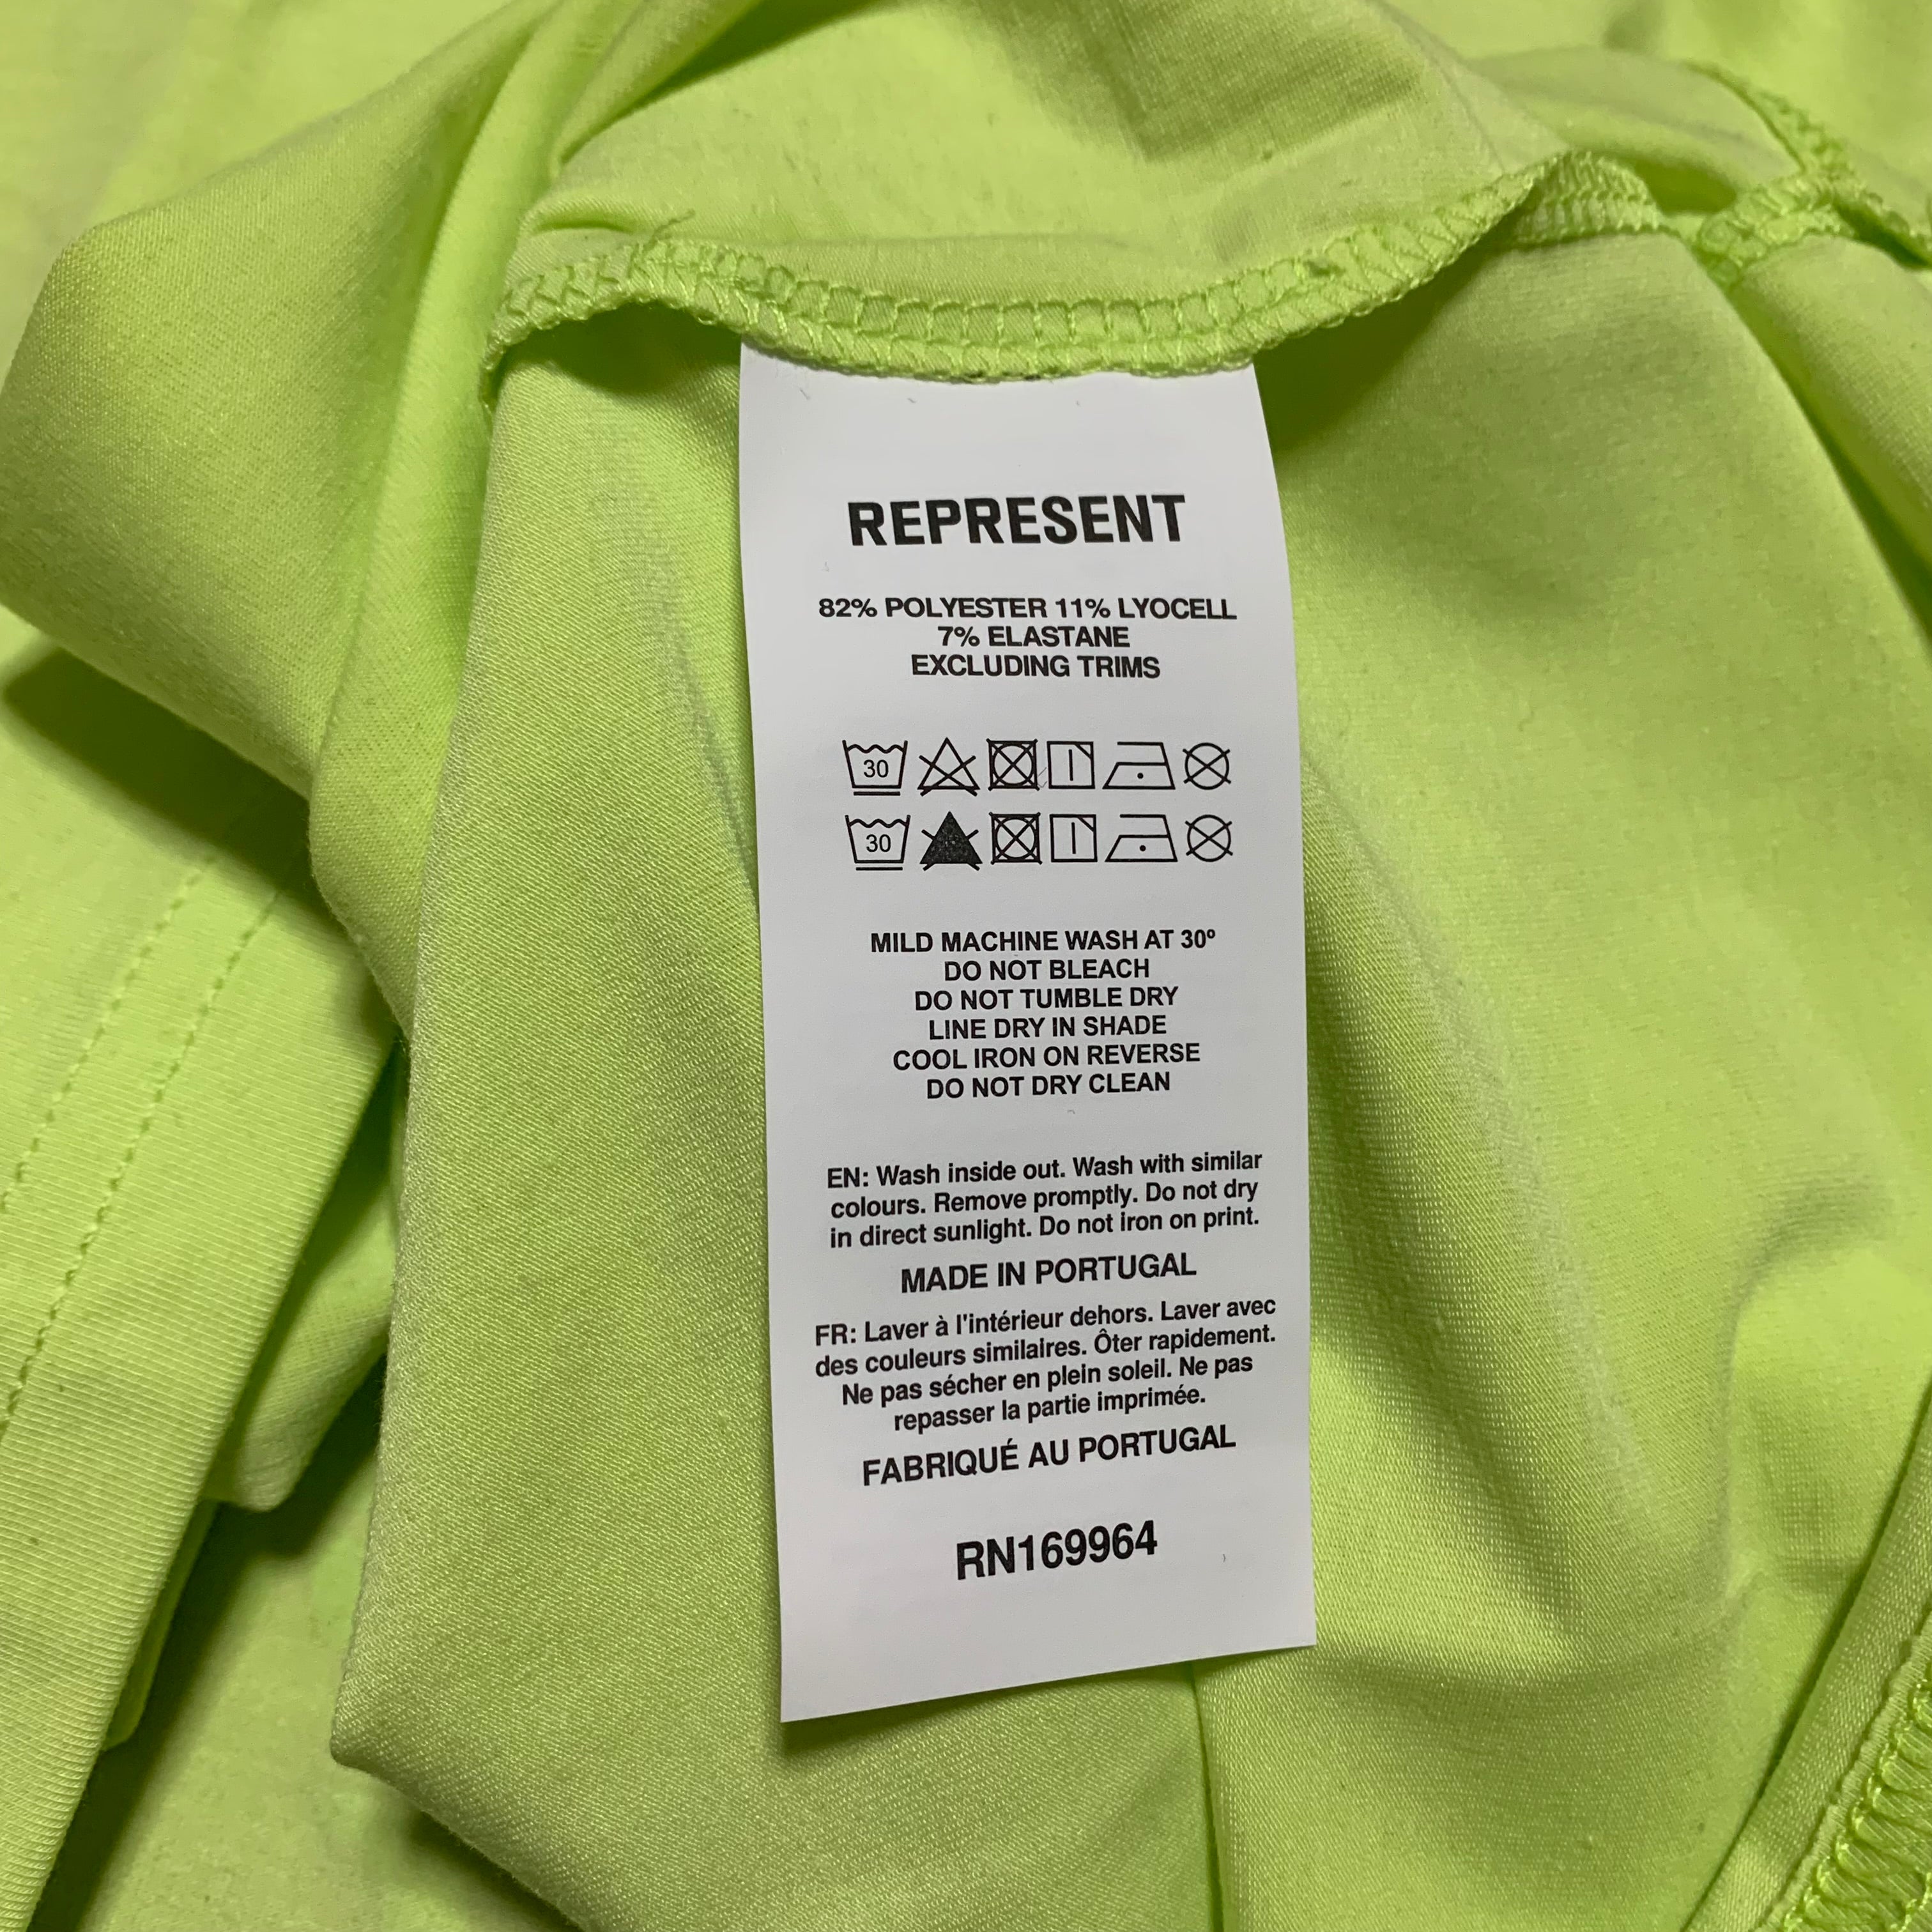 REPRESENT
82% POLYESTER 11% LYOCELL
7% ELASTANE
EXCLUDING TRIMS
30
30
MILD MACHINE WASH AT 30º
DO NOT BLEACH
DO NOT TUMBLE DRY
LINE DRY IN SHADE
COOL IRON ON REVERSE
DO NOT DRY CLEAN
EN: Wash inside out. Wash with similar
colours. Remove promptly. Do not dry
in direct sunlight. Do not iron on print.
MADE IN PORTUGAL
FR: Laver à l'intérieur dehors. Laver avec
des couleurs similaires. Ôter rapidement.
Ne pas sécher en plein soleil. Ne pas
repasser la partie imprimée.
FABRIQUÉ AU PORTUGAL
RN169964